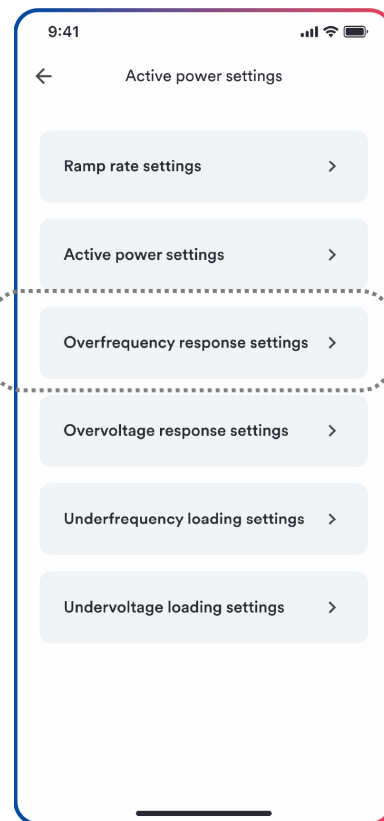 9:41
Active power settings
Ramp rate settings
Active power settings
Overfrequency response settings
Overvoltage response settings
Underfrequency loading settings
Undervoltage loading settings